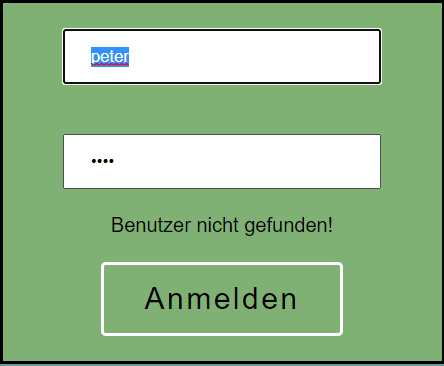 peter
••••
Benutzer nicht gefunden!
Anmelden